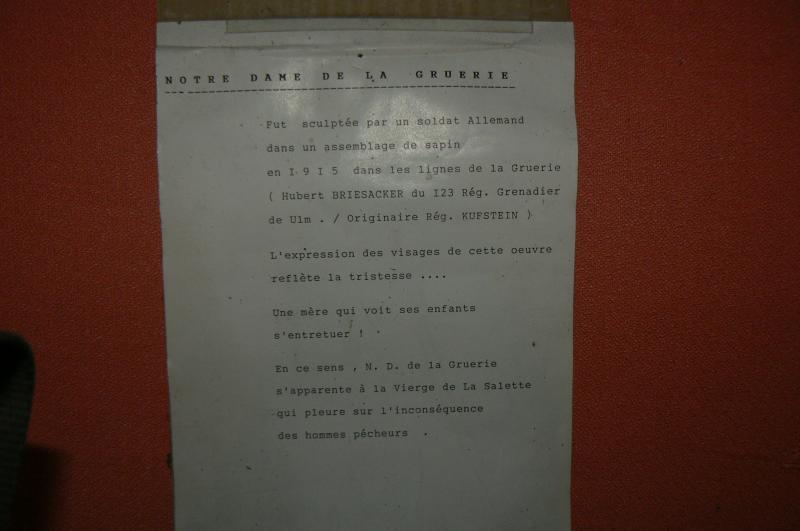 NOTRE DAME DE LA GRUERIE
Fut sculptée par un soldat Allemand
dans un assemblage de sapin
en I 9 I 5 dans les lignes de la Gruerie
( Hubert BRIESACKER du I23 Rég. Grenadier
de Ulm . / Originaire Rég. KUFSTEIN )
L'expression des visages de cette oeuvre
reflète la tristesse ....
Une mère qui voit ses enfants
s'entretuer !
En ce sens , N. D. de la Gruerie
s'apparente à la Vierge de La Salette
qui pleure sur l'inconséquence
des hommes pécheurs .